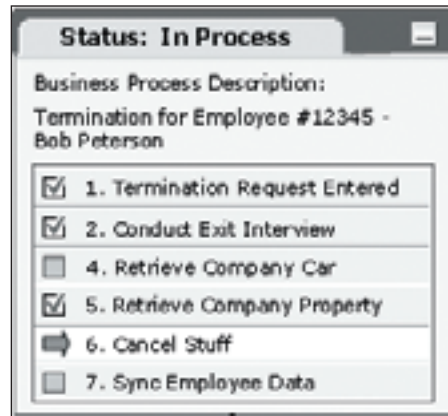 Status: In Process
Business Process Description:
Termination for Employee #12345 -
Bob Peterson
1. Termination Request Entered
2. Conduct Exit Interview
4. Retrieve Company Car
5. Retrieve Company Property
6. Cancel Stuff
7. Sync Employee Data